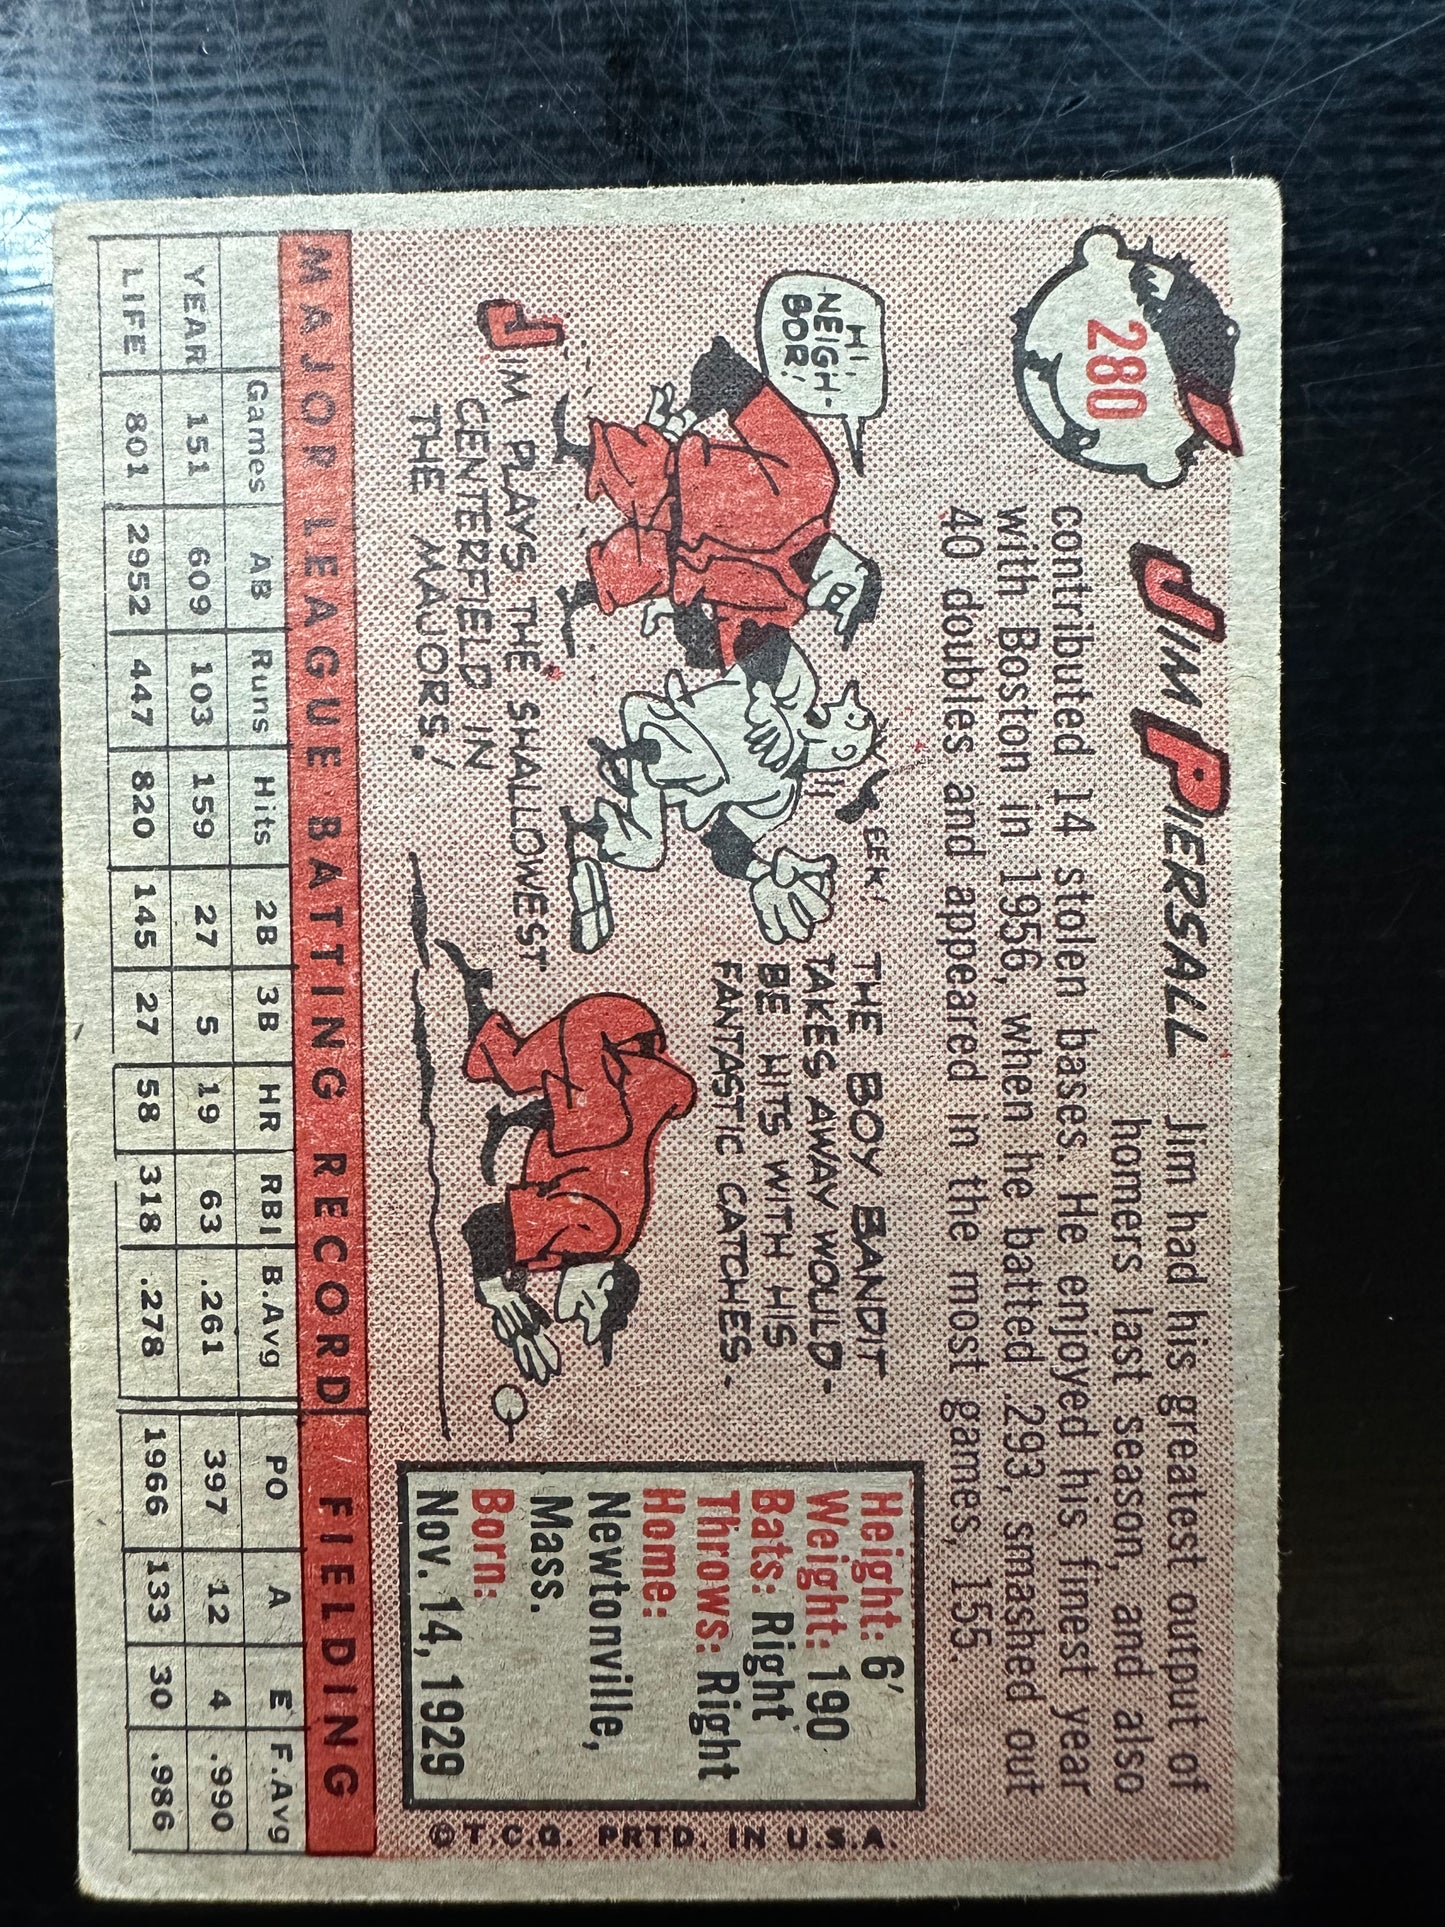 280
JIM PIERSALL
Jim had his greatest output of
homers last season, and also
contributed 14 stolen bases. He enjoyed his finest year
with Boston in 1956, when he batted .293, smashed out
40 doubles and appeared in the most games, 155.
HI,
NEIGH-
BOR,
EEK,
JIM PLAYS THE SHALLOWEST
CENTERFIELD IN
THE MAJORS,
THE BOY BANDIT
TAKES AWAY WOULD-
BE HITS WITH HIS
FANTASTIC CATCHES.
Height: 6'
Weight: 190
Bats: Right
Throws: Right
Home:
Newtonville,
Mass.
Born:
Nov. 14, 1929
©T.C.G. PRTD. IN U.S.A.
MAJOR LEAGUE BATTING RECORD / FIELDING
Games AB Runs Hits 2B 3B HR RBI B.Avg PO A E F.Avg
YEAR 151 609 103 159 27 5 19 63 .261 397 12 4 .990
LIFE 801 2952 447 820 145 27 58 318 .278 1966 133 30 .986